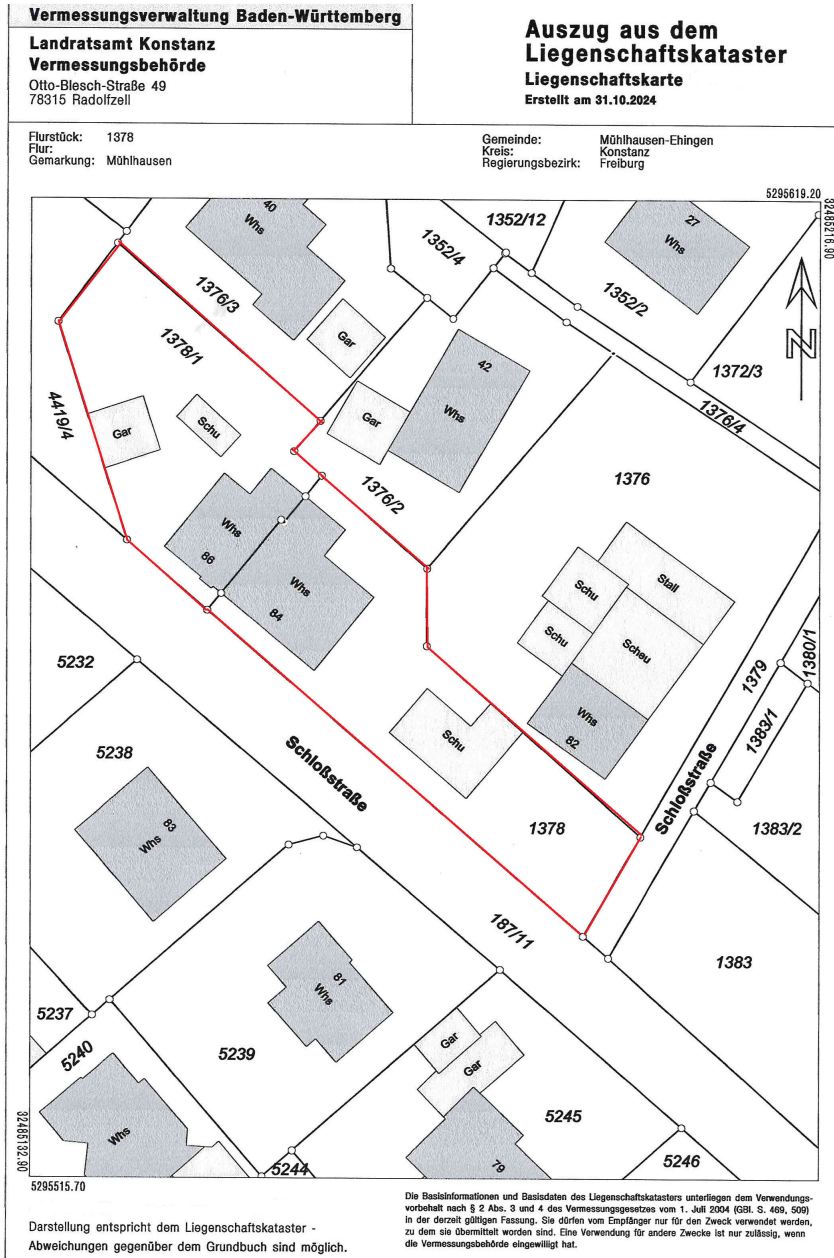 Vermessungsverwaltung Baden-Württemberg
Landratsamt Konstanz
Vermessungsbehörde
Otto-Blesch-Straße 49
78315 Radolfzell
Auszug aus dem
Liegenschaftskataster
Liegenschaftskarte
Erstellt am 31.10.2024
Flurstück: 1378
Flur:
Gemarkung: Mühlhausen
Gemeinde: Mühlhausen-Ehingen
Kreis: Konstanz
Regierungsbezirk: Freiburg
5295619.20
32485216.90
40
Whs
1352/12
27
Whs
1352/4
1376/3
1352/2
N
Gar
1378/1
42
Whs
1372/3
1376/4
4419/4
Gar
Schu
Gar
1376/2
1376
Whs
86
Whs
84
Stall
Schu
Schu
Scheu
1380/1
5232
1379
Whs
82
1383/1
Schu
5238
Schloßstraße
Schloßstraße
83
Whs
1378
1383/2
187/11
1383
81
Whs
5237
5240
5239
Gar
Gar
Whs
5245
5244
79
5246
32485132.90
5295515.70
Darstellung entspricht dem Liegenschaftskataster -
Abweichungen gegenüber dem Grundbuch sind möglich.
Die Basisinformationen und Basisdaten des Liegenschaftskatasters unterliegen dem Verwendungs-
vorbehalt nach § 2 Abs. 3 und 4 des Vermessungsgesetzes vom 1. Juli 2004 (GBl. S. 469, 509)
in der derzeit gültigen Fassung. Sie dürfen vom Empfänger nur für den Zweck verwendet werden,
zu dem sie übermittelt worden sind. Eine Verwendung für andere Zwecke ist nur zulässig, wenn
die Vermessungsbehörde eingewilligt hat.